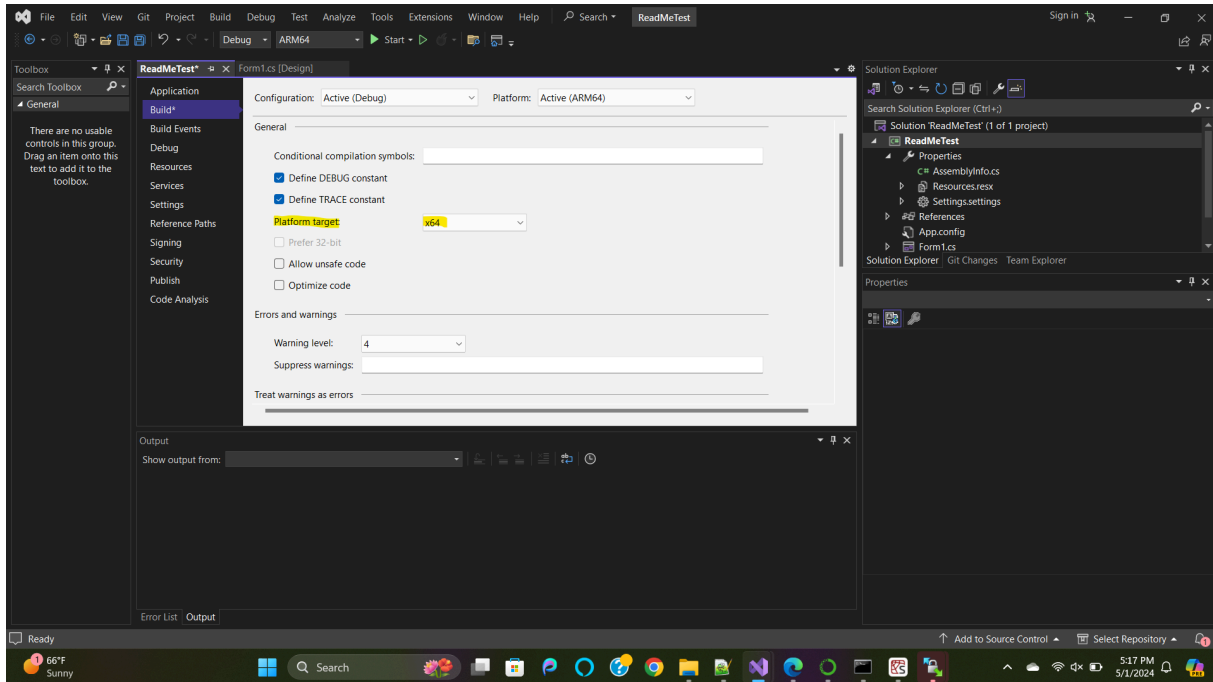 File Edit View Git Project Build Debug Test Analyze Tools Extensions Window Help Search ReadMeTest Sign in
Debug ARM64 Start
Toolbox
Search Toolbox
General
There are no usable
controls in this group.
Drag an item onto this
text to add it to the
toolbox.
ReadMeTest* Form1.cs [Design]
Application
Build*
Build Events
Debug
Resources
Services
Settings
Reference Paths
Signing
Security
Publish
Code Analysis
Configuration: Active (Debug) Platform: Active (ARM64)
General
Conditional compilation symbols:
Define DEBUG constant
Define TRACE constant
Platform target: x64
Prefer 32-bit
Allow unsafe code
Optimize code
Errors and warnings
Warning level: 4
Suppress warnings:
Treat warnings as errors
Solution Explorer
Search Solution Explorer (Ctrl+;)
Solution 'ReadMeTest' (1 of 1 project)
C# ReadMeTest
Properties
C# AssemblyInfo.cs
Resources.resx
Settings.settings
References
App.config
Form1.cs
Solution Explorer Git Changes Team Explorer
Properties
Output
Show output from:
Error List Output
Ready Add to Source Control Select Repository
1 66°F
Sunny
Search
5:17 PM
5/1/2024